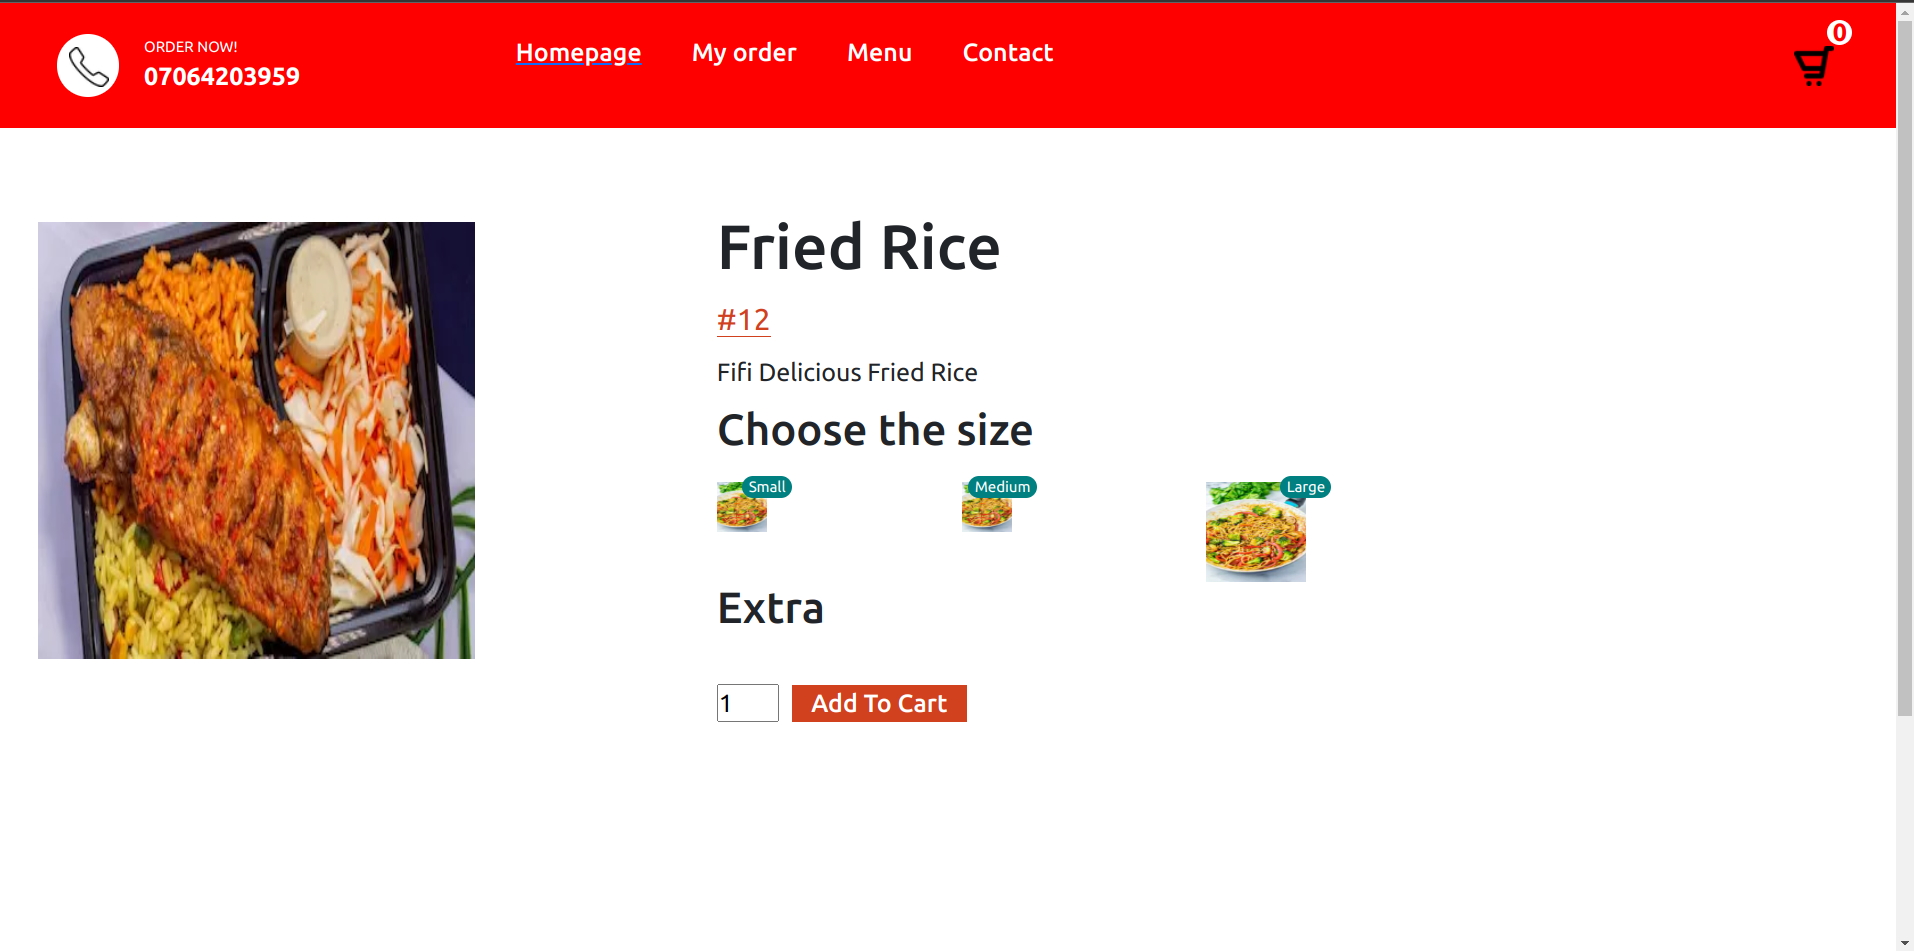 ORDER NOW!
07064203959
Homepage My order Menu Contact
0
Fried Rice
#12
Fifi Delicious Fried Rice
Choose the size
Small Medium Large
Extra
1 Add To Cart